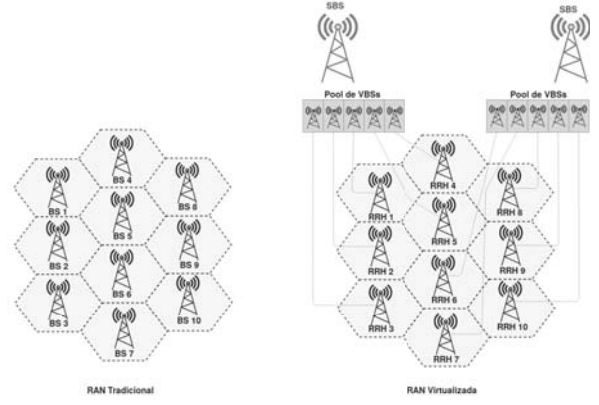 SBS
SBS
Pool de VBSs
Pool de VBSs
BS 4
BS 1
BS 8
BS 5
BS 2
BS 9
BS 6
BS 3
BS 10
BS 7
RRH 4
RRH 1
RRH 8
RRH 5
RRH 2
RRH 9
RRH 6
RRH 3
RRH 10
RRH 7
RAN Tradicional
RAN Virtualizada